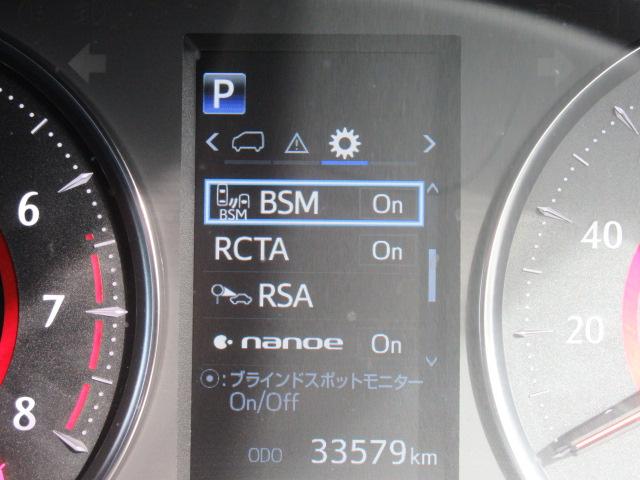 P
BSM BSM On
RCTA On
RSA
nanoe On
:ブラインドスポットモニター
On/Off
ODO 33579km
6
7
8
40
20